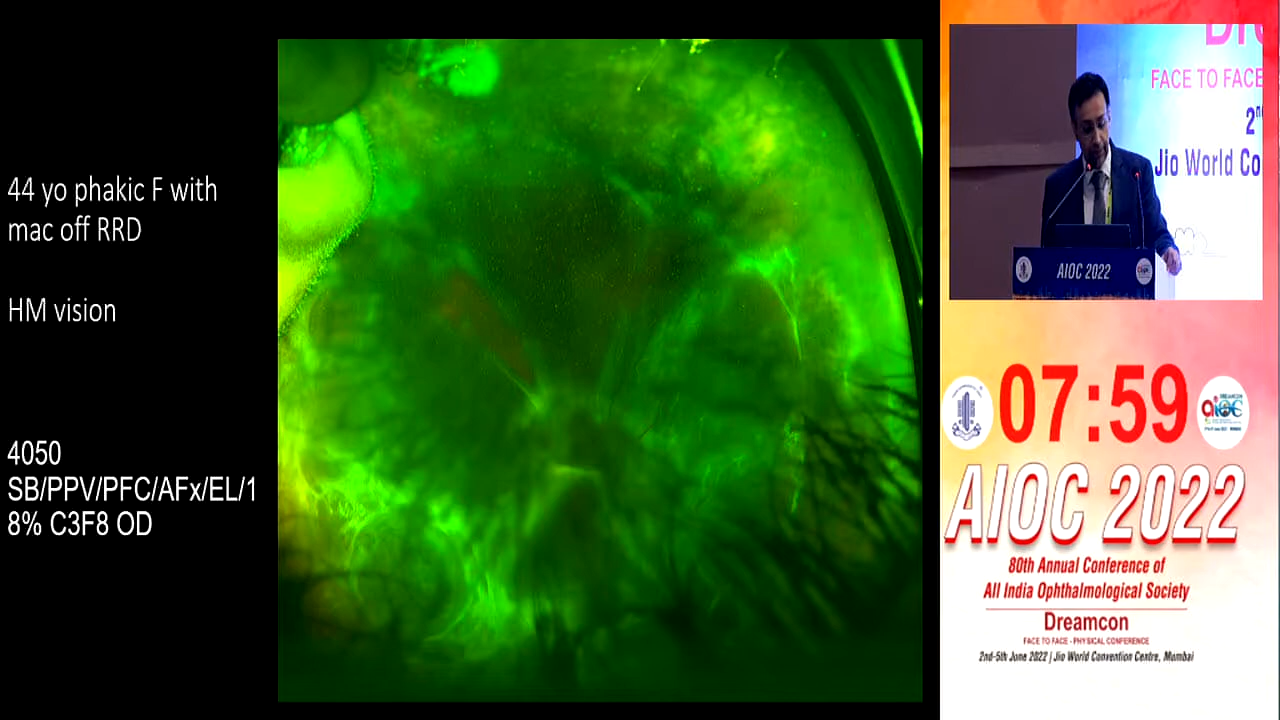 44 yo phakic F with
mac off RRD
HM vision
4050
SB/PPV/PFC/AFx/EL/1
8% C3F8 OD
FACE TO FACE
2nd
Jio World Co
AIOC 2022
07:59
AIOC 2022
80th Annual Conference of
All India Ophthalmological Society
Dreamcon
FACE TO FACE - PHYSICAL CONFERENCE
2nd-5th June 2022 | Jio World Convention Centre, Mumbai